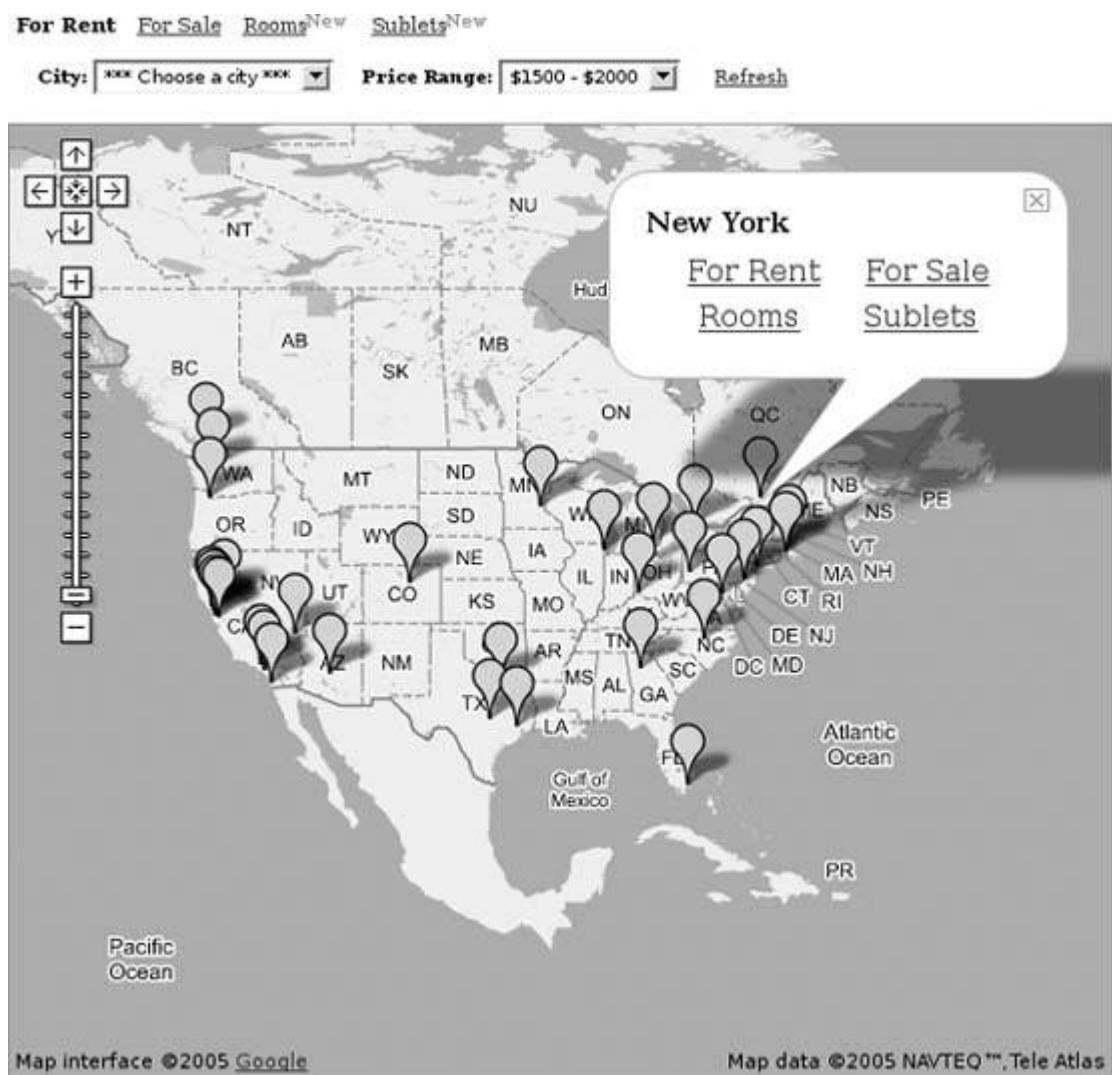 For Rent For Sale Rooms New Sublets New
City: *** Choose a city *** Price Range: $1500 - $2000 Refresh
New York
For Rent For Sale
Rooms Sublets
NT
NU
Hud
AB
SK
MB
BC
ON
QC
WA
MT
ND
NB
PE
NS
OR
ID
SD
WY
NE
IA
VT
MA NH
IL
IN
OH
UT
CO
KS
MO
CT RI
TN
NC
DE NJ
AZ
NM
AR
SC
DC MD
MS
AL
GA
TX
LA
FL
Atlantic
Ocean
Gulf of
Mexico
PR
Pacific
Ocean
Map interface ©2005 Google
Map data ©2005 NAVTEQ™, Tele Atlas